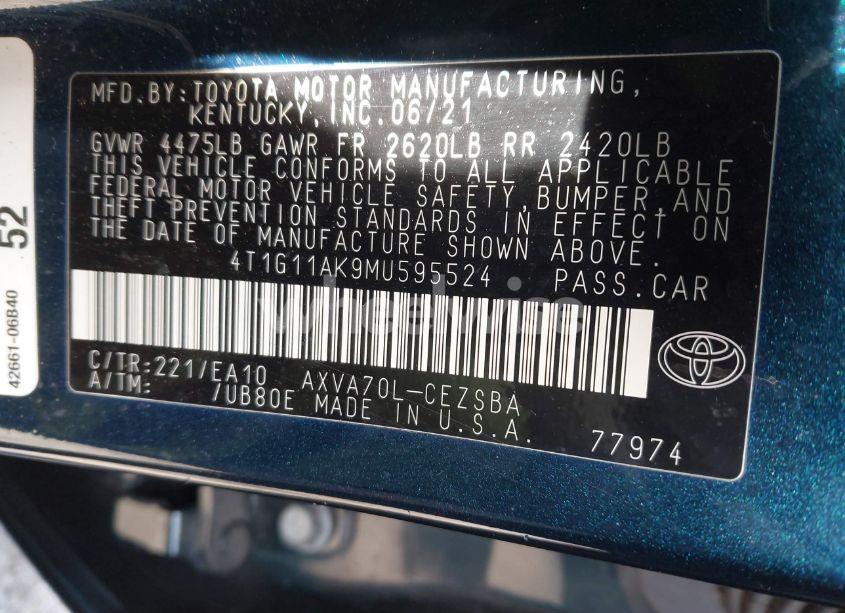 MFD.BY:TOYOTA MOTOR MANUFACTURING,
KENTUCKY,INC.06/21
GVWR 4475LB GAWR FR 2620LB RR 2420LB
THIS VEHICLE CONFORMS TO ALL APPLICABLE
FEDERAL MOTOR VEHICLE SAFETY,BUMPER,AND
THEFT PREVENTION STANDARDS IN EFFECT ON
THE DATE OF MANUFACTURE SHOWN ABOVE.
4T1G11AK9MU595524 PASS.CAR
C/TR:221/EA10 AXVA70L-CEZSBA
A/TM: /UB80E MADE IN U.S.A.
77974
52
42661-06B40
wheelwise